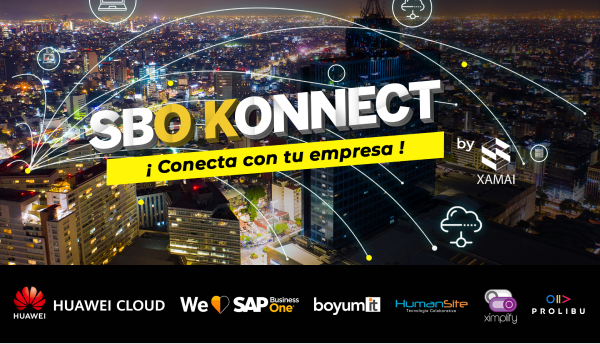 SBO KONNECT
¡ Conecta con tu empresa !
by
XAMAI
HUAWEI
HUAWEI CLOUD
We
SAP Business One
boyum it
HumanSite
Tecnología Colaborativa
ximplify
PROLIBU